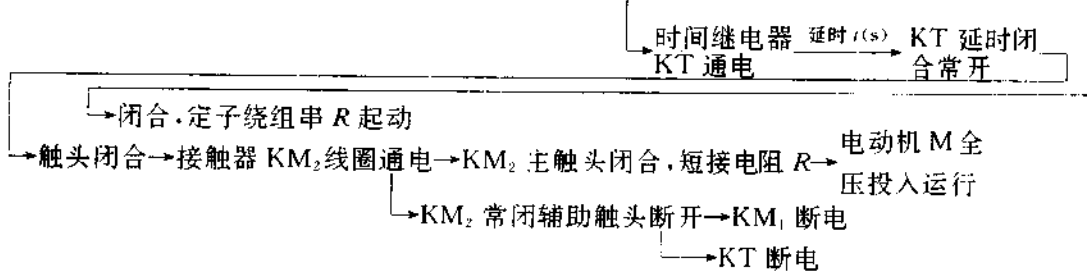 时间继电器 延时 t(s) KT 延时闭
KT 通电 合常开
闭合,定子绕组串 R 起动
触头闭合 接触器 KM₂线圈通电 KM₂ 主触头闭合,短接电阻 R 电动机 M 全
压投入运行
KM₂ 常闭辅助触头断开 KM₁ 断电
KT 断电